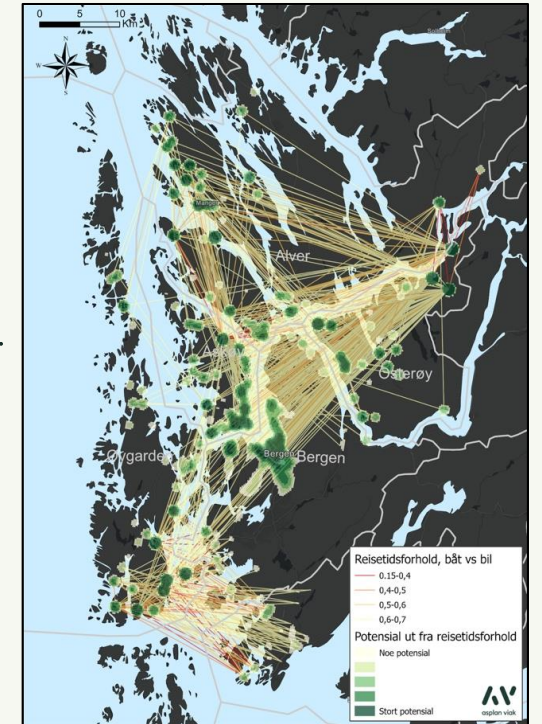 0 5 10
Km
N
W
S
Alver
Osterøy
Øygarden
Bergen
Bergen
Reisetidsforhold, båt vs bil
0.15-0,4
0,4-0,5
0,5-0,6
0,6-0,7
Potensial ut fra reisetidsforhold
Noe potensial
Stort potensial
asplan viak